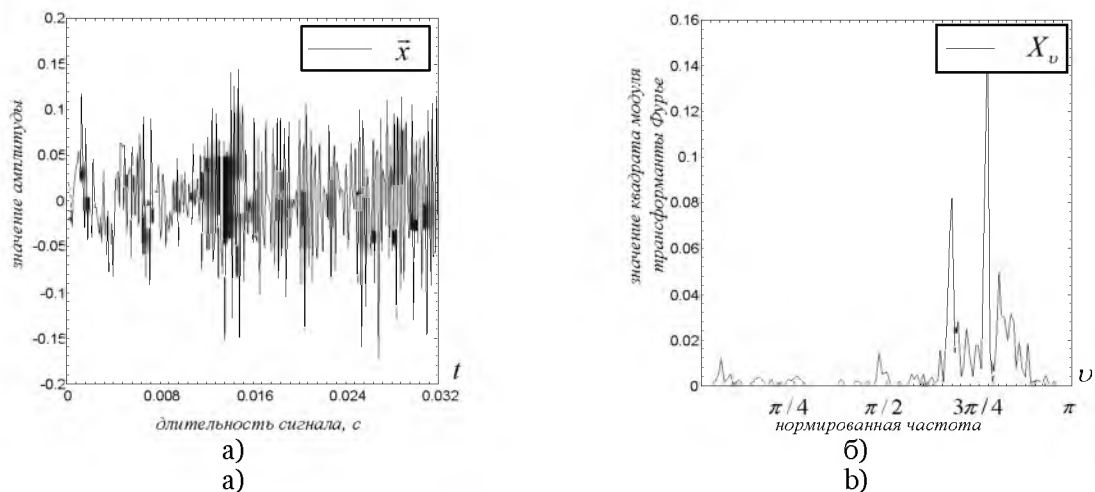 0.2
0.15
0.1
0.05
0
-0.05
-0.1
-0.15
-0.2
значение амплитуды
x⃗
0 0.008 0.016 0.024 0.032
t
длительность сигнала, с
а)
a)
0.16
0.14
0.12
0.1
0.08
0.06
0.04
0.02
0
значение квадрата модуля
трансформанты Фурье
X_υ
π / 4 π / 2 3π / 4 π
υ
нормированная частота
б)
b)